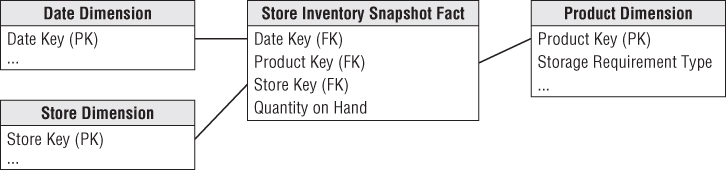 Date Dimension
Date Key (PK)
...
Store Dimension
Store Key (PK)
...
Store Inventory Snapshot Fact
Date Key (FK)
Product Key (FK)
Store Key (FK)
Quantity on Hand
Product Dimension
Product Key (PK)
Storage Requirement Type
...